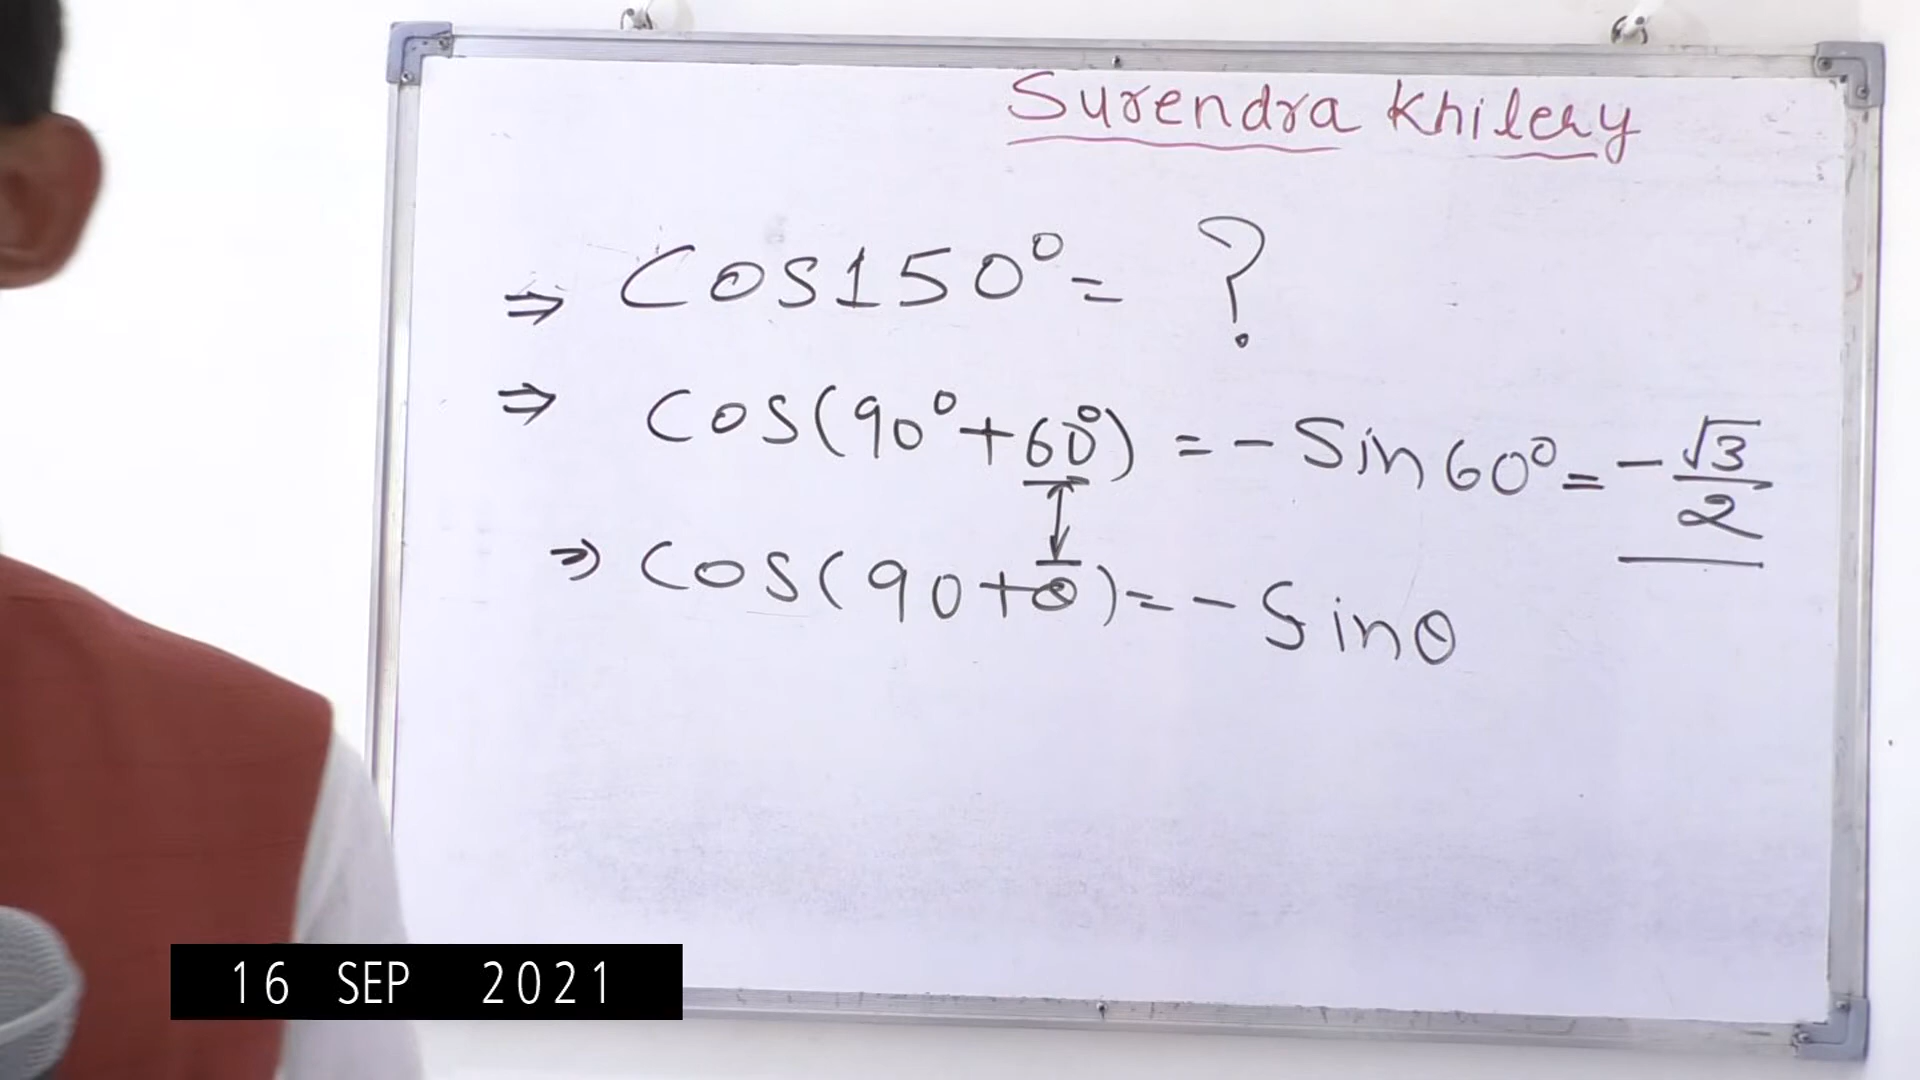 Surendra Khilery
⇒ Cos150°= ?
⇒ Cos(90°+60°) = - Sin60° = - √3/2
⇒ Cos(90+θ) = - Sinθ
16 SEP 2021